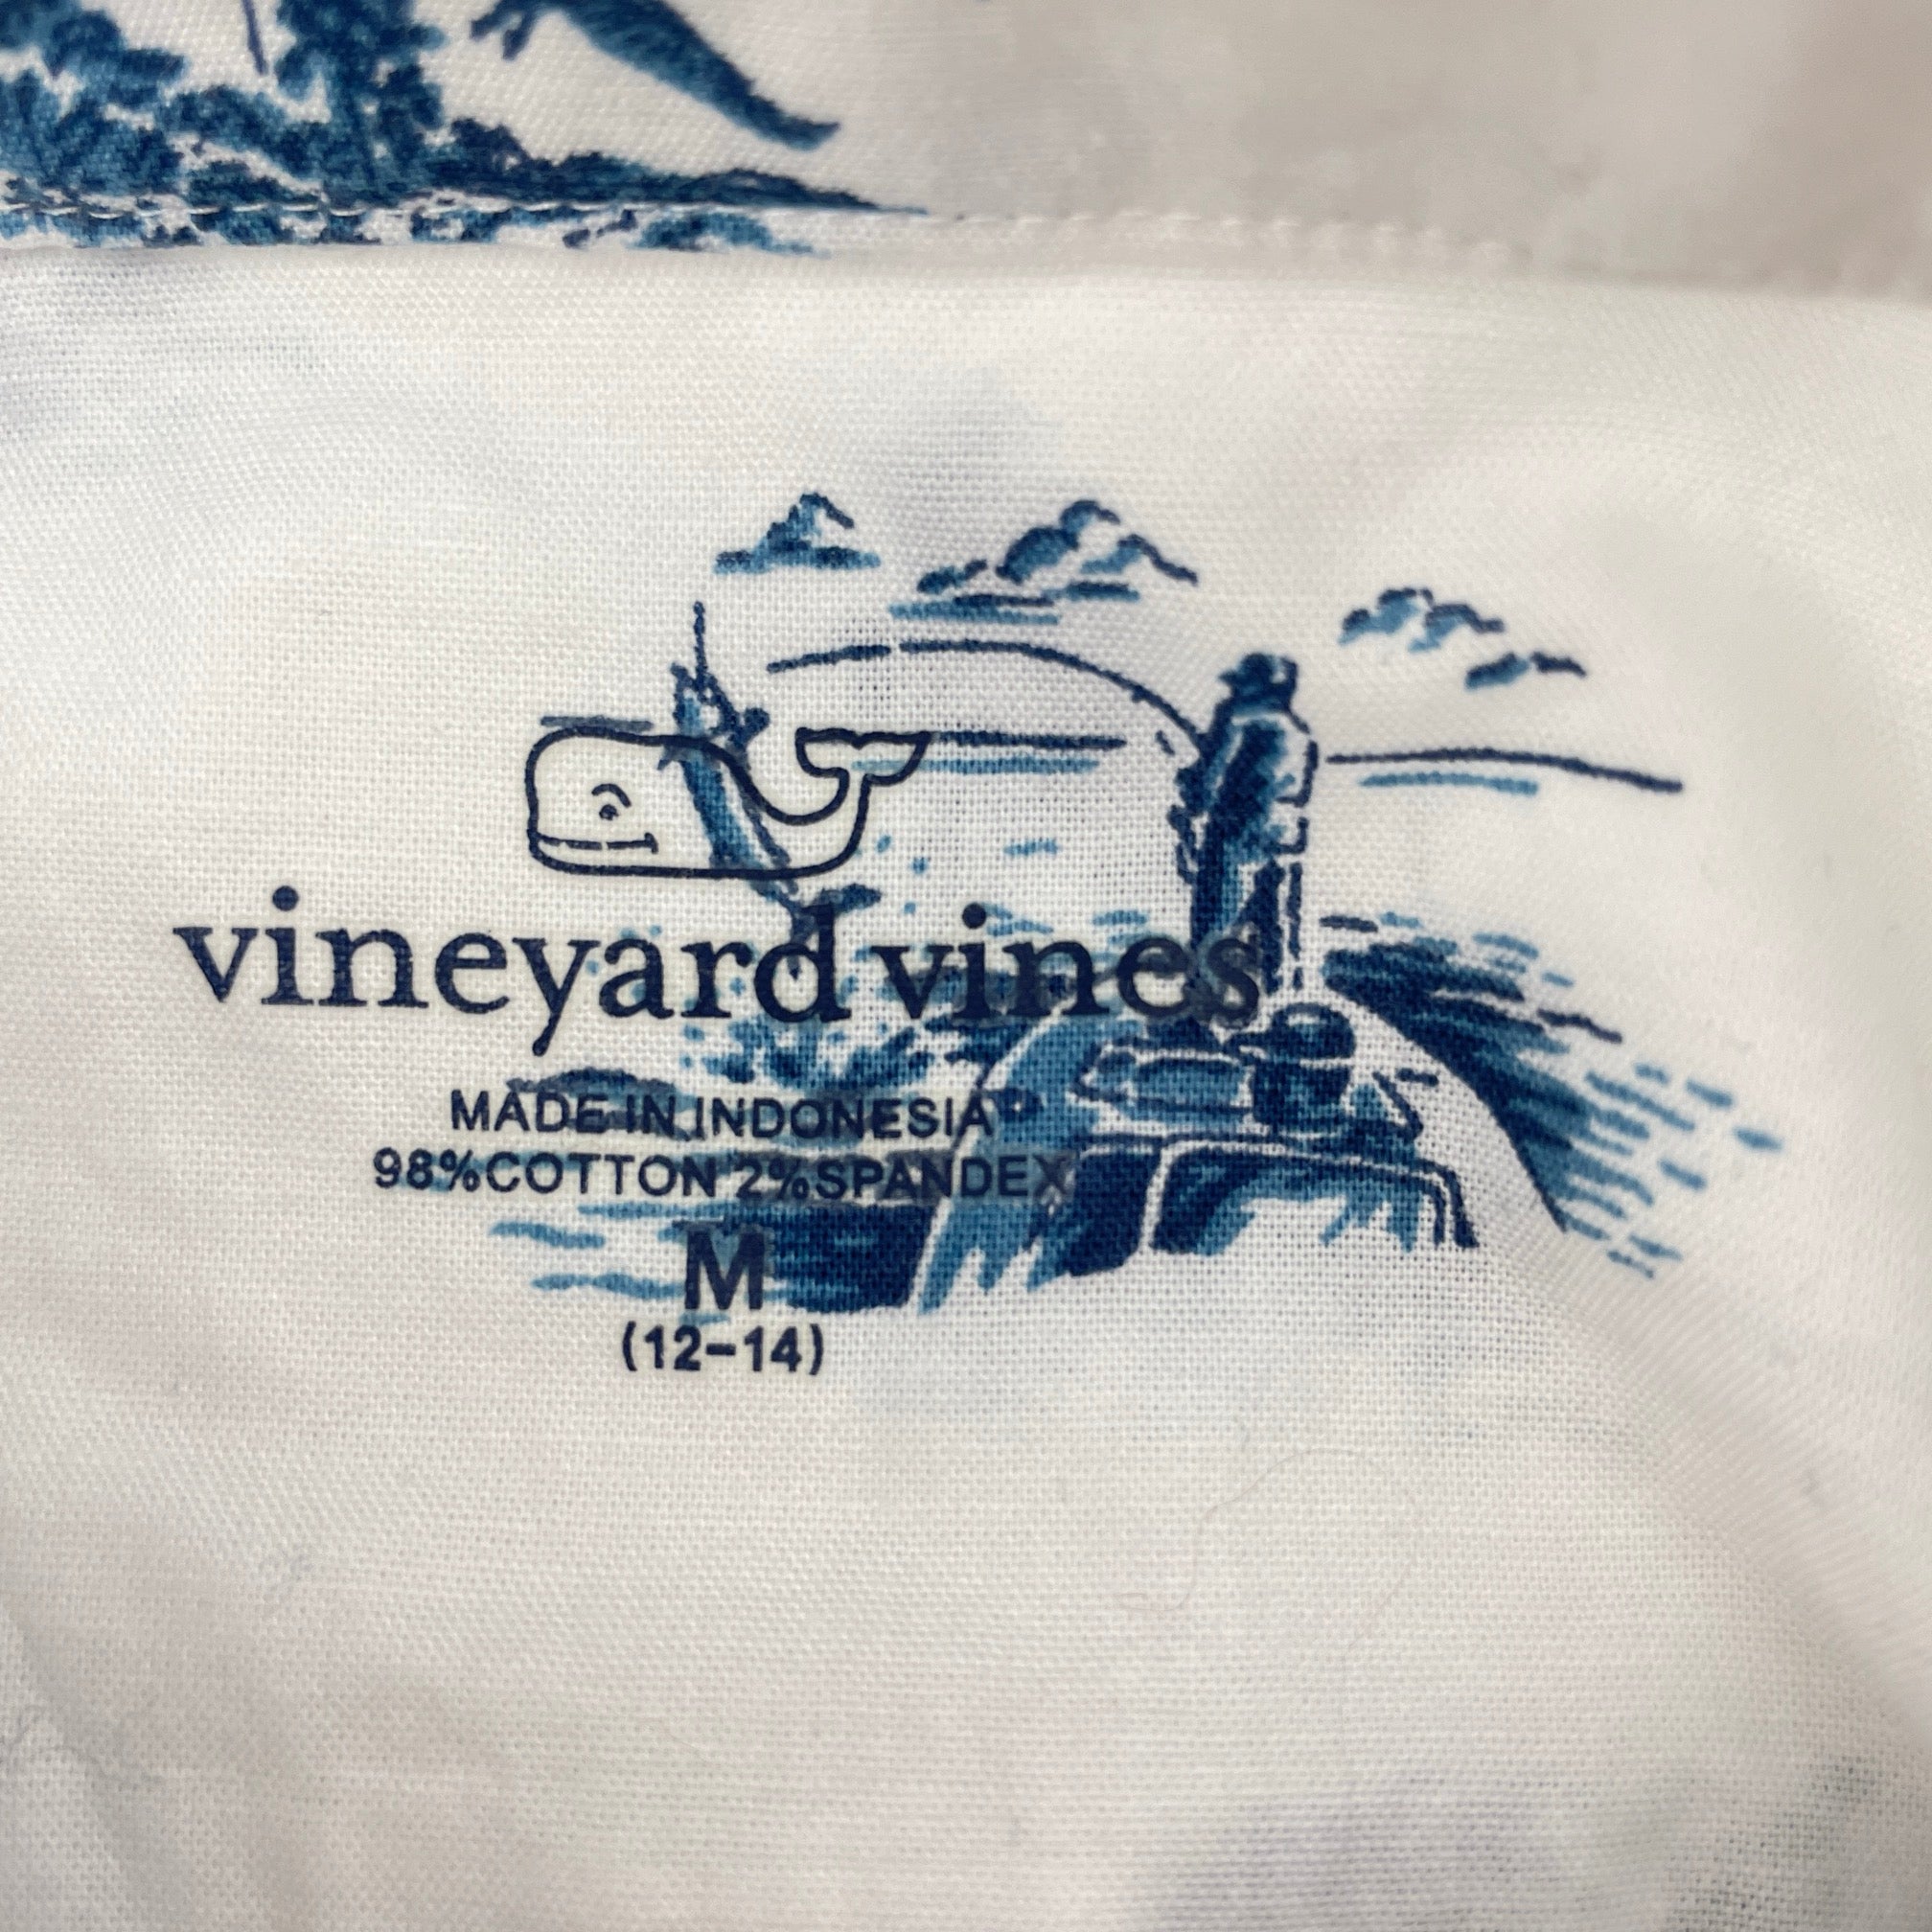 vineyard vines
MADE IN INDONESIA
98%COTTON 2%SPANDEX
M
(12-14)